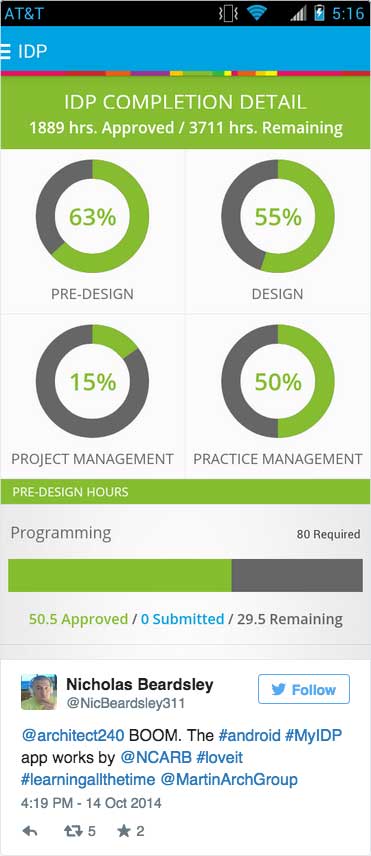 AT&T 5:16
IDP
IDP COMPLETION DETAIL
1889 hrs. Approved / 3711 hrs. Remaining
63% 55%
PRE-DESIGN DESIGN
15% 50%
PROJECT MANAGEMENT PRACTICE MANAGEMENT
PRE-DESIGN HOURS
Programming 80 Required
50.5 Approved / 0 Submitted / 29.5 Remaining
Nicholas Beardsley Follow
@NicBeardsley311
@architect240 BOOM. The #android #MyIDP
app works by @NCARB #loveit
#learningallthetime @MartinArchGroup
4:19 PM - 14 Oct 2014
5 2